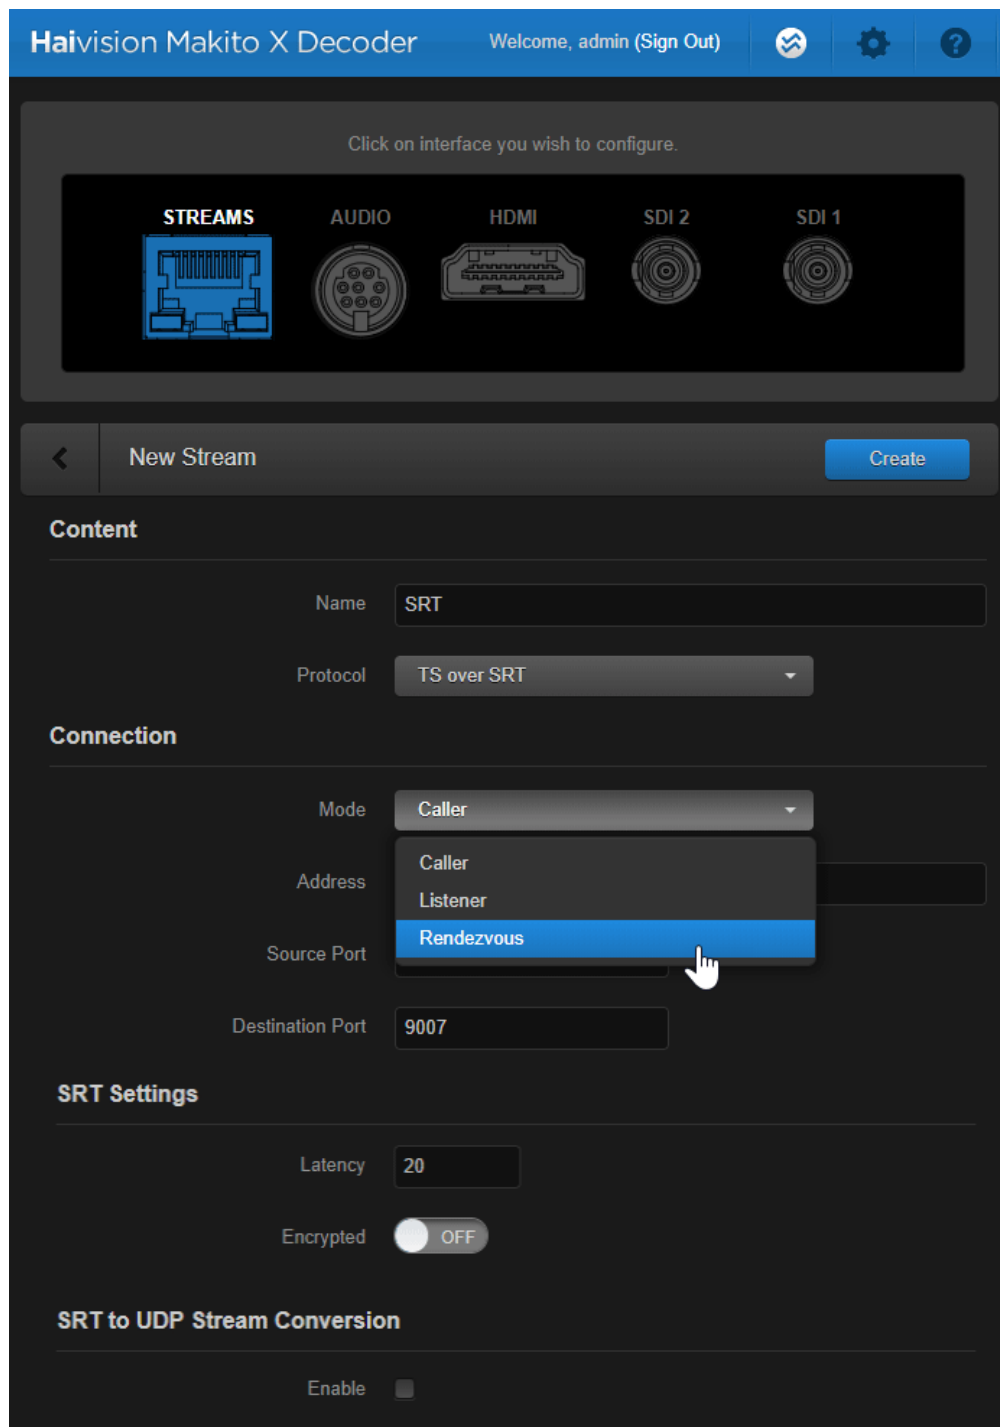 Haivision Makito X Decoder Welcome, admin (Sign Out)
Click on interface you wish to configure.
STREAMS AUDIO HDMI SDI 2 SDI 1
New Stream Create
Content
Name SRT
Protocol TS over SRT
Connection
Mode Caller
Caller
Address
Listener
Rendezvous
Source Port
Destination Port 9007
SRT Settings
Latency 20
Encrypted OFF
SRT to UDP Stream Conversion
Enable